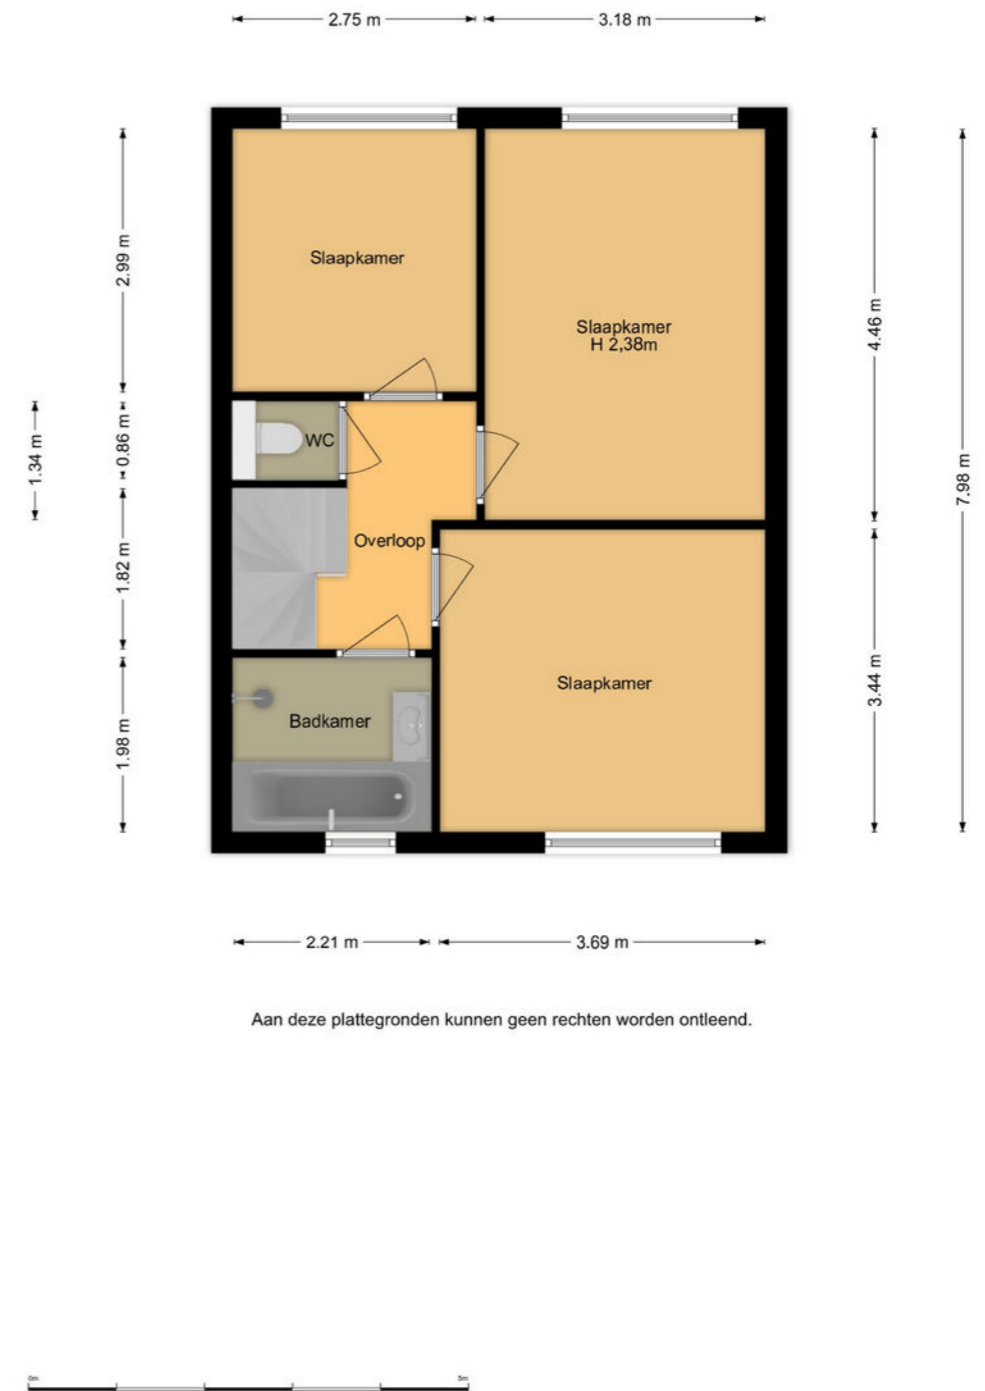 2.75 m 3.18 m
2.99 m
Slaapkamer
Slaapkamer
H 2,38m
4.46 m
7.98 m
1.34 m
0.86 m
WC
1.82 m
Overloop
Slaapkamer
3.44 m
1.98 m
Badkamer
2.21 m 3.69 m
Aan deze plattegronden kunnen geen rechten worden ontleend.
0m 5m